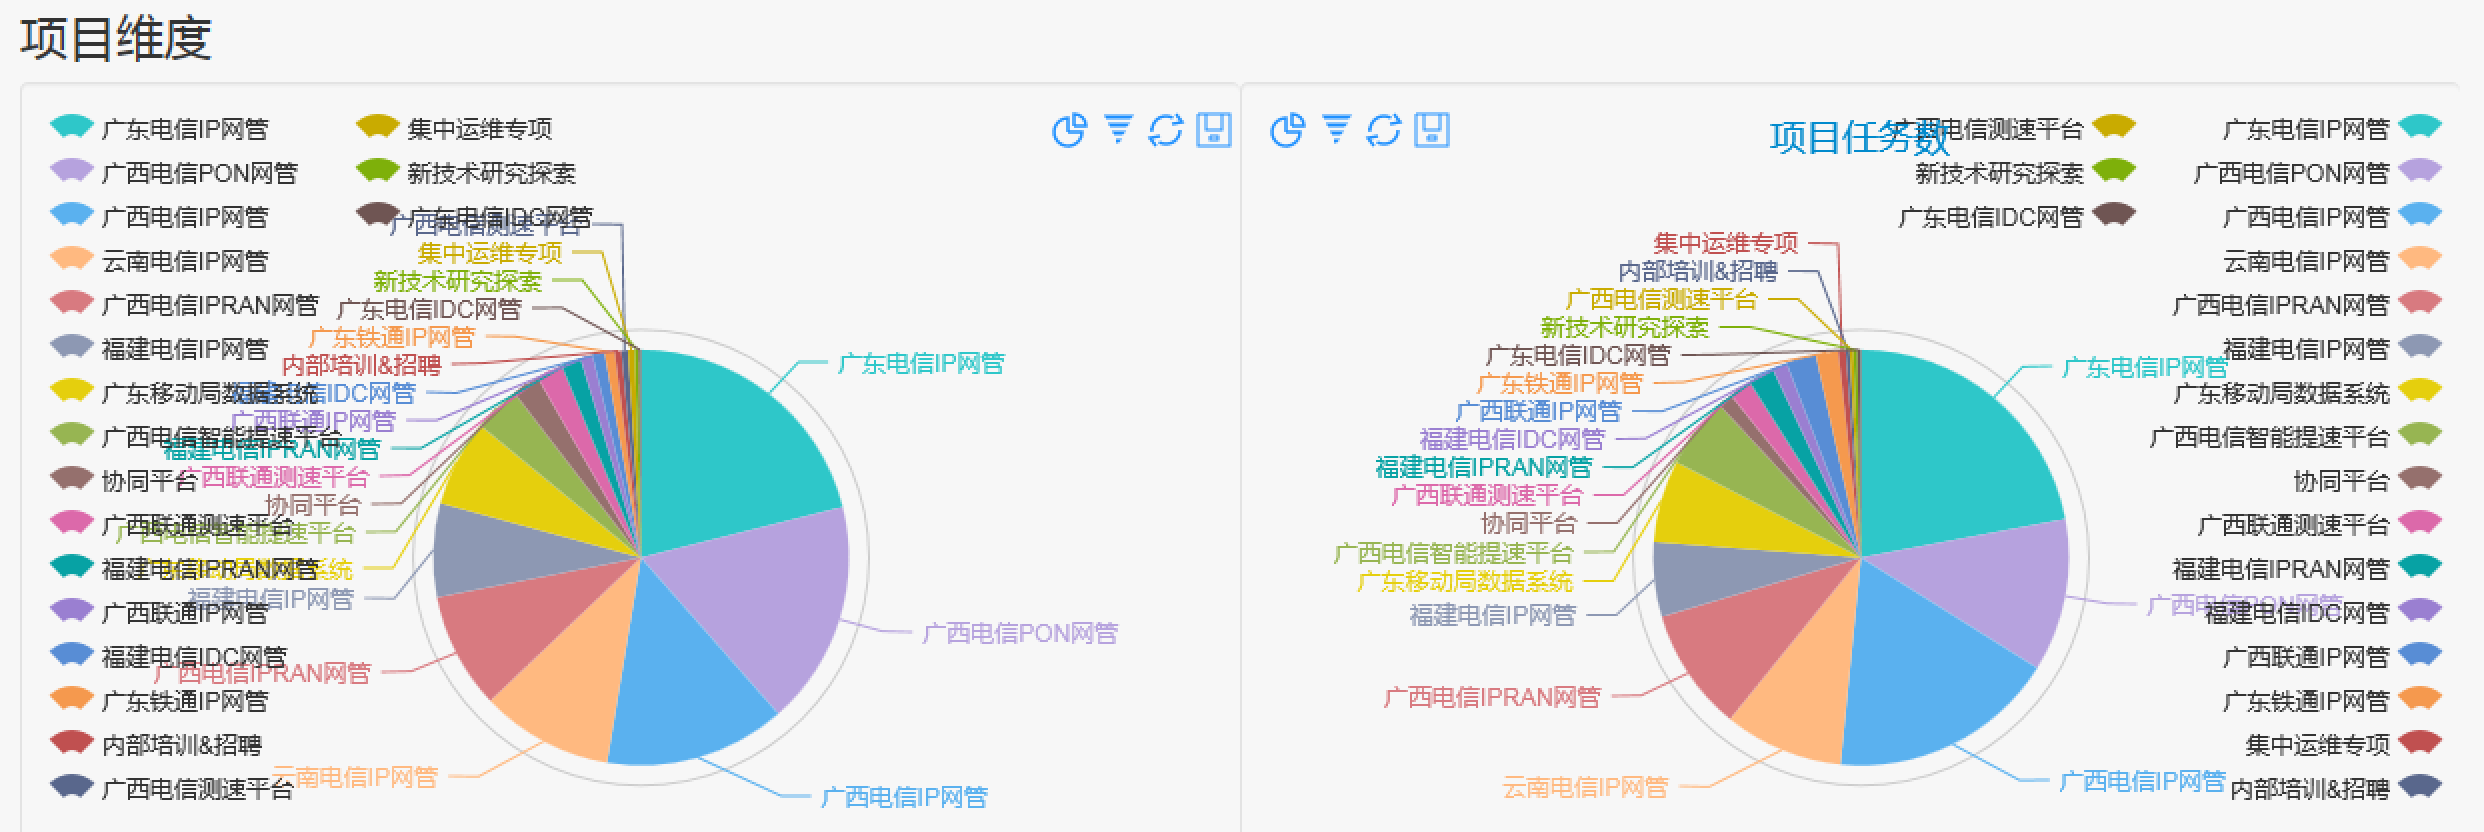 项目维度
广东电信IP网管
广西电信PON网管
广西电信IP网管
云南电信IP网管
广西电信IPRAN网管
福建电信IP网管
广东移动局数据系统
广西电信智能提速平台
协同平台
广西联通测速平台
福建电信IPRAN网管
广西联通IP网管
福建电信IDC网管
广东铁通IP网管
内部培训&招聘
广西电信测速平台
集中运维专项
新技术研究探索
广东电信IDC网管
广西电信测速平台
集中运维专项
新技术研究探索
广东电信IDC网管
广东铁通IP网管
内部培训&招聘
福建电信IDC网管
广西联通IP网管
福建电信IPRAN网管
广西联通测速平台
协同平台
广西电信智能提速平台
广东移动局数据系统
福建电信IP网管
广西电信IPRAN网管
云南电信IP网管
广西电信IP网管
广西电信PON网管
广东电信IP网管
项目任务数
广西电信测速平台
新技术研究探索
广东电信IDC网管
广东电信IP网管
广西电信PON网管
广西电信IP网管
云南电信IP网管
广西电信IPRAN网管
福建电信IP网管
广东移动局数据系统
广西电信智能提速平台
协同平台
广西联通测速平台
福建电信IPRAN网管
福建电信IDC网管
广西联通IP网管
广东铁通IP网管
集中运维专项
内部培训&招聘
集中运维专项
内部培训&招聘
广西电信测速平台
新技术研究探索
广东电信IDC网管
广东铁通IP网管
广西联通IP网管
福建电信IDC网管
福建电信IPRAN网管
广西联通测速平台
协同平台
广西电信智能提速平台
广东移动局数据系统
福建电信IP网管
广西电信IPRAN网管
云南电信IP网管
广西电信IP网管
广西电信PON网管
广东电信IP网管